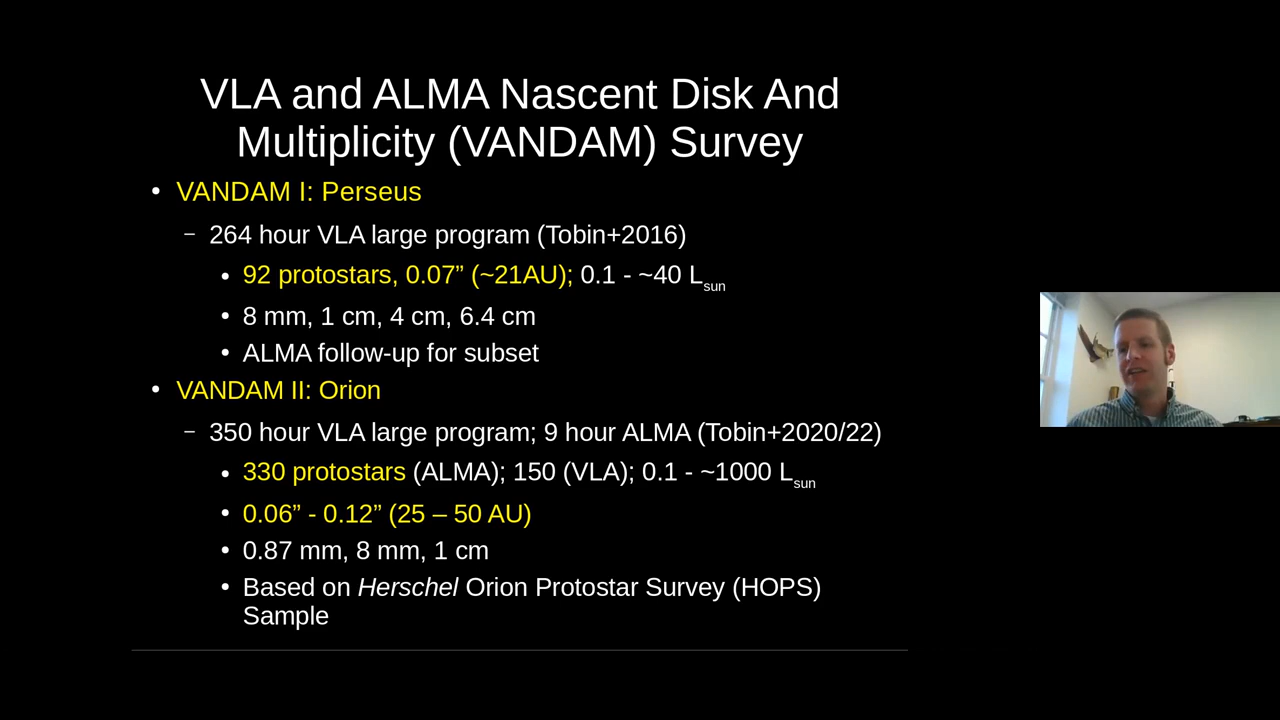 VLA and ALMA Nascent Disk And
Multiplicity (VANDAM) Survey
• VANDAM I: Perseus
– 264 hour VLA large program (Tobin+2016)
• 92 protostars, 0.07” (~21AU); 0.1 - ~40 Lsun
• 8 mm, 1 cm, 4 cm, 6.4 cm
• ALMA follow-up for subset
• VANDAM II: Orion
– 350 hour VLA large program; 9 hour ALMA (Tobin+2020/22)
• 330 protostars (ALMA); 150 (VLA); 0.1 - ~1000 Lsun
• 0.06” - 0.12” (25 – 50 AU)
• 0.87 mm, 8 mm, 1 cm
• Based on Herschel Orion Protostar Survey (HOPS)
Sample